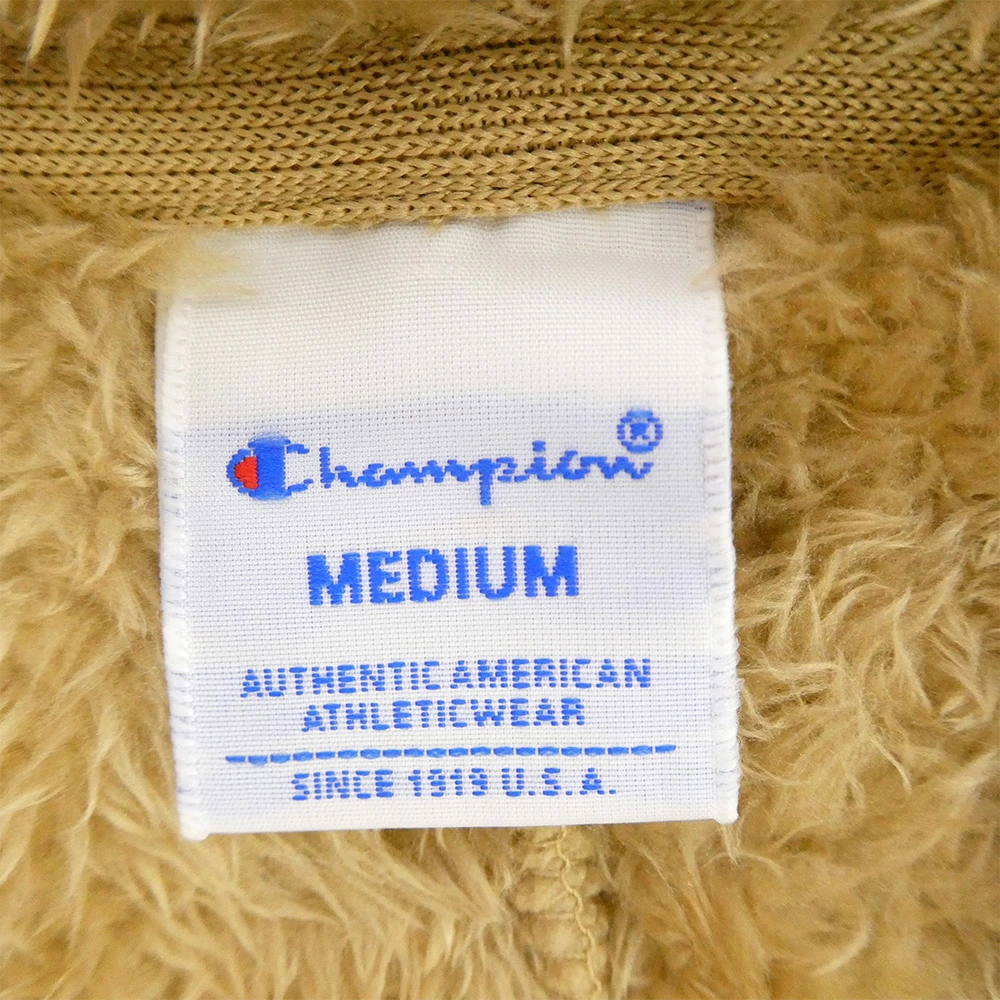 Champion®
MEDIUM
AUTHENTIC AMERICAN
ATHLETICWEAR
SINCE 1919 U.S.A.